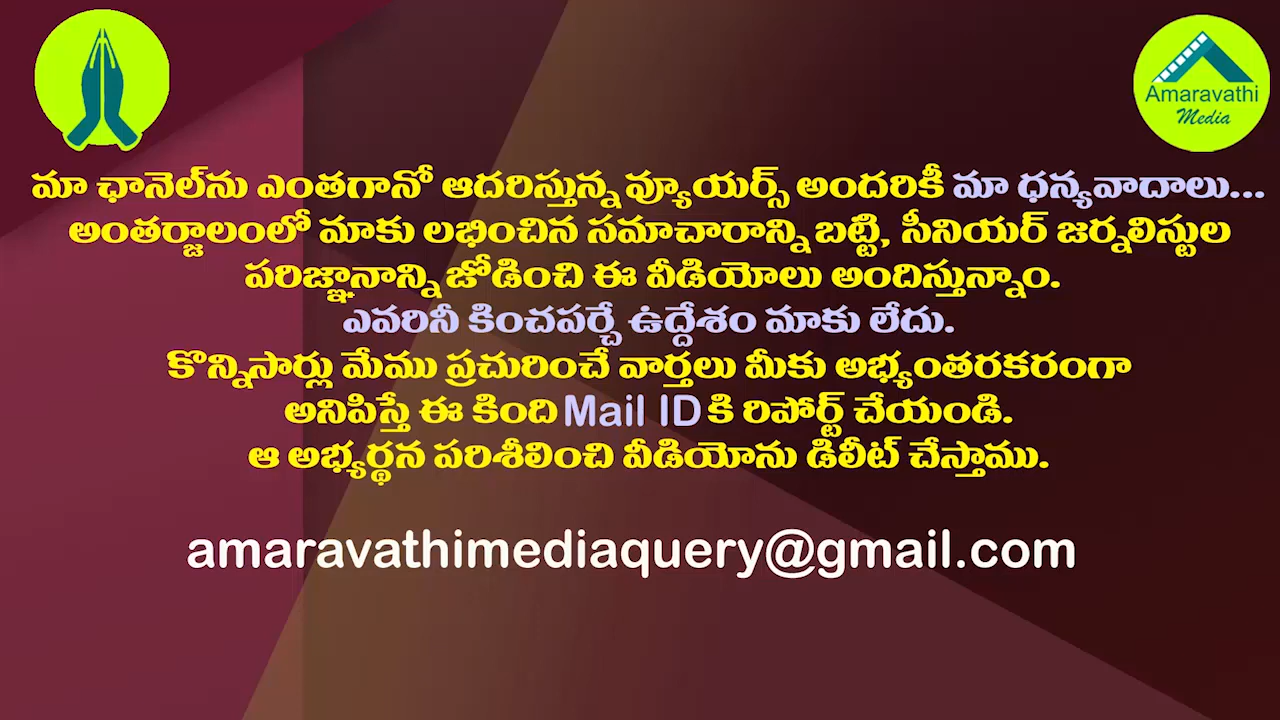 Amaravathi
Media
మా ఛానెల్‌ను ఎంతగానో ఆదరిస్తున్న వ్యూయర్స్ అందరికీ మా ధన్యవాదాలు...
అంతర్జాలంలో మాకు లభించిన సమాచారాన్ని బట్టి, సీనియర్ జర్నలిస్టుల
పరిజ్ఞానాన్ని జోడించి ఈ వీడియోలు అందిస్తున్నాం.
ఎవరినీ కించపర్చే ఉద్దేశం మాకు లేదు.
కొన్నిసార్లు మేము ప్రచురించే వార్తలు మీకు అభ్యంతరకరంగా
అనిపిస్తే ఈ కింది Mail ID కి రిపోర్ట్ చేయండి.
ఆ అభ్యర్థన పరిశీలించి వీడియోను డిలీట్ చేస్తాము.
amaravathimediaquery@gmail.com